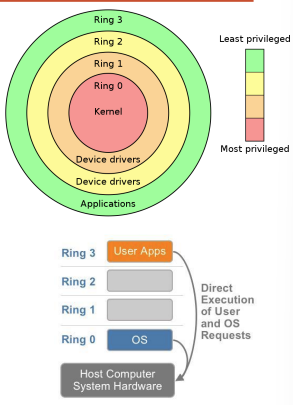 Ring 3
Ring 2
Ring 1
Ring 0
Kernel
Device drivers
Device drivers
Applications
Least privileged
Most privileged
Ring 3
User Apps
Ring 2
Ring 1
Ring 0
OS
Direct
Execution
of User
and OS
Requests
Host Computer
System Hardware